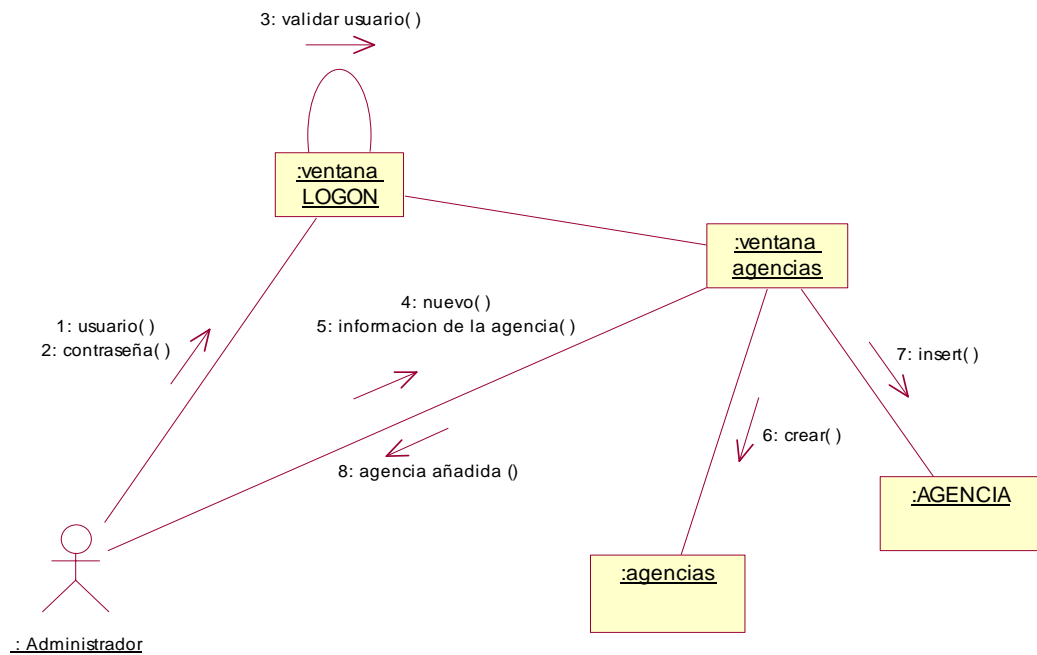 3: validar usuario( )
:ventana
LOGON
:ventana
agencias
4: nuevo( )
5: informacion de la agencia( )
1: usuario( )
2: contraseña( )
7: insert( )
6: crear( )
8: agencia añadida ()
:AGENCIA
:agencias
: Administrador